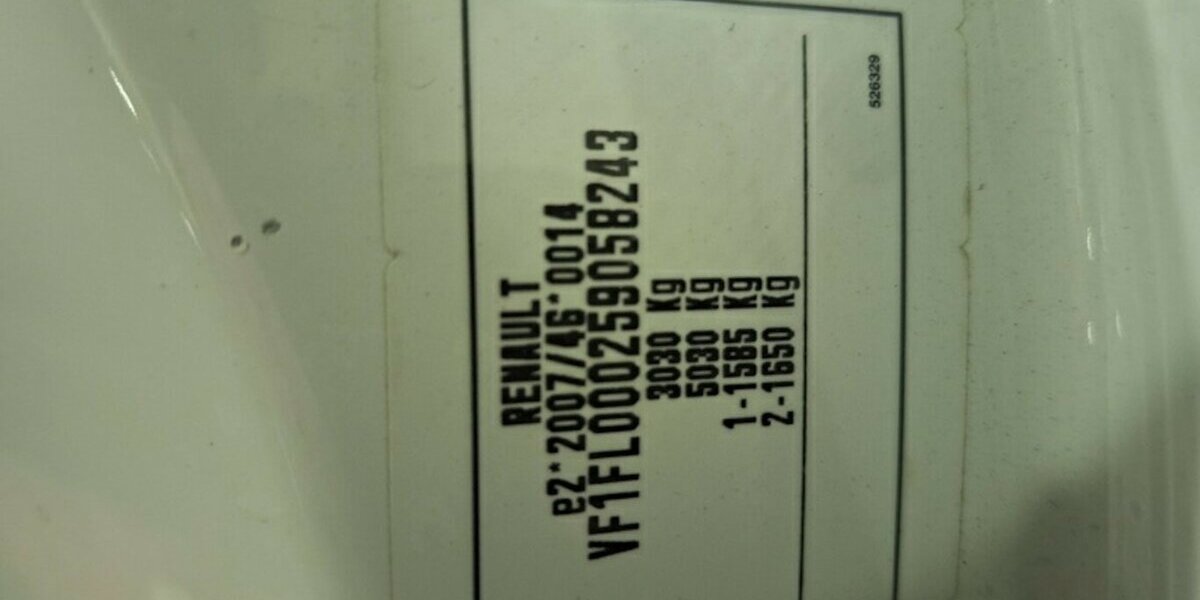 RENAULT
e2*2007/46*0014
VF1FL000259058243
3030 Kg
5030 Kg
1-1585 Kg
2-1650 Kg
526329